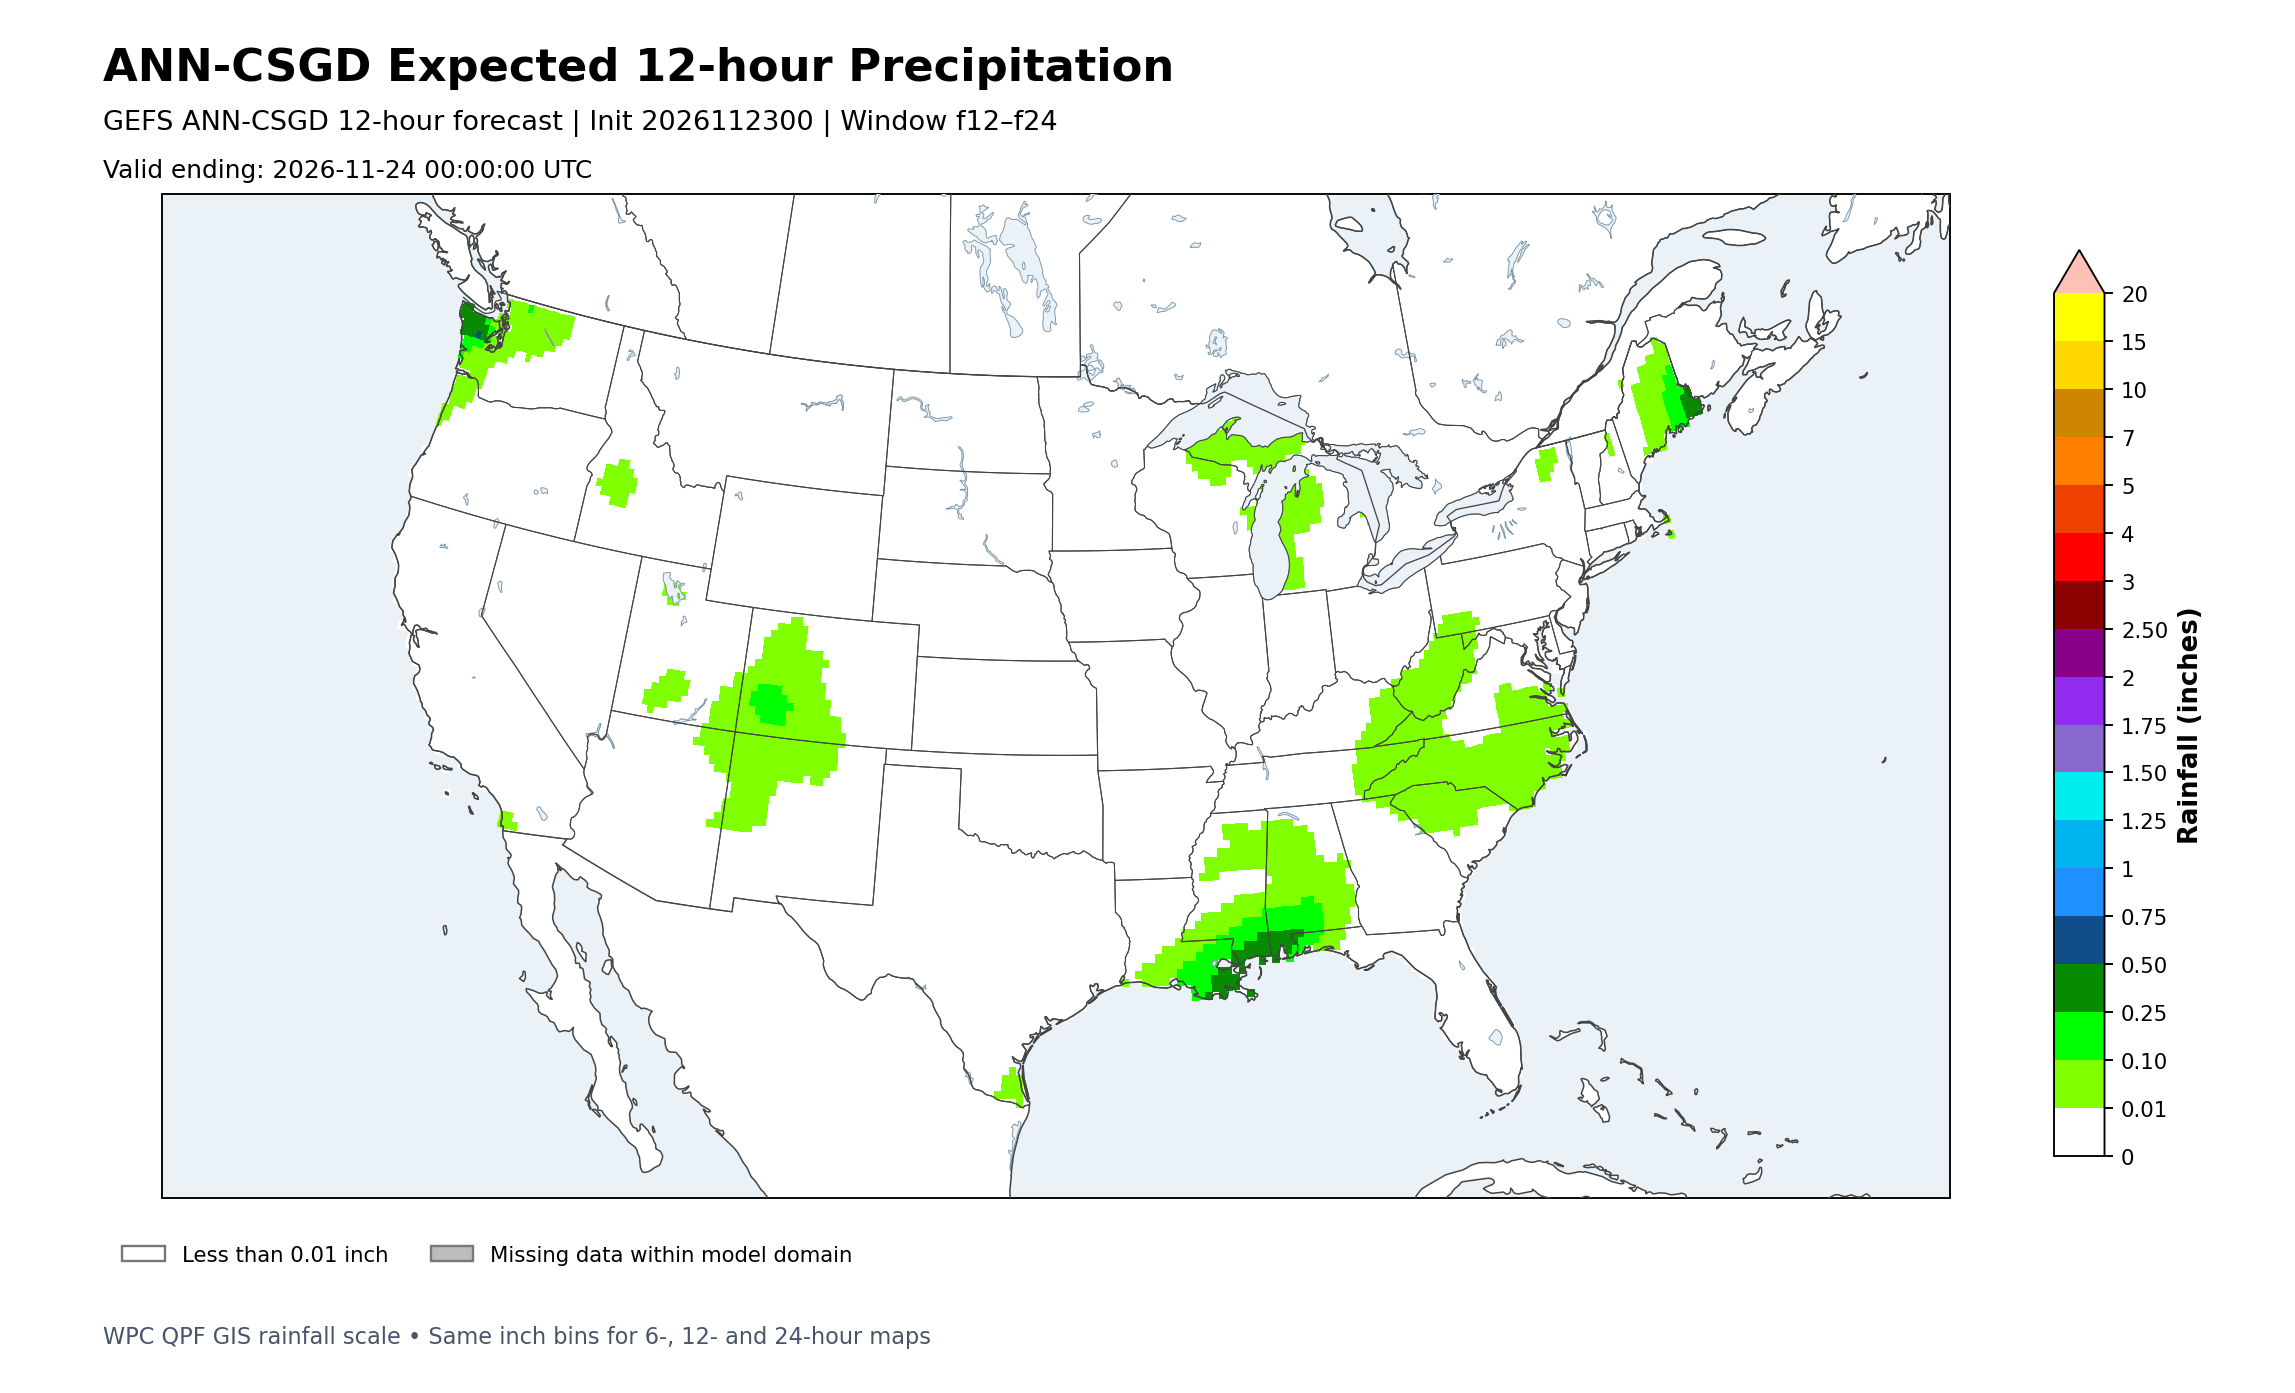 ANN-CSGD Expected 12-hour Precipitation
GEFS ANN-CSGD 12-hour forecast | Init 2026112300 | Window f12–f24
Valid ending: 2026-11-24 00:00:00 UTC
20
15
10
7
5
4
3
2.50
2
1.75
1.50
1.25
1
0.75
0.50
0.25
0.10
0.01
0
Rainfall (inches)
Less than 0.01 inch
Missing data within model domain
WPC QPF GIS rainfall scale • Same inch bins for 6-, 12- and 24-hour maps